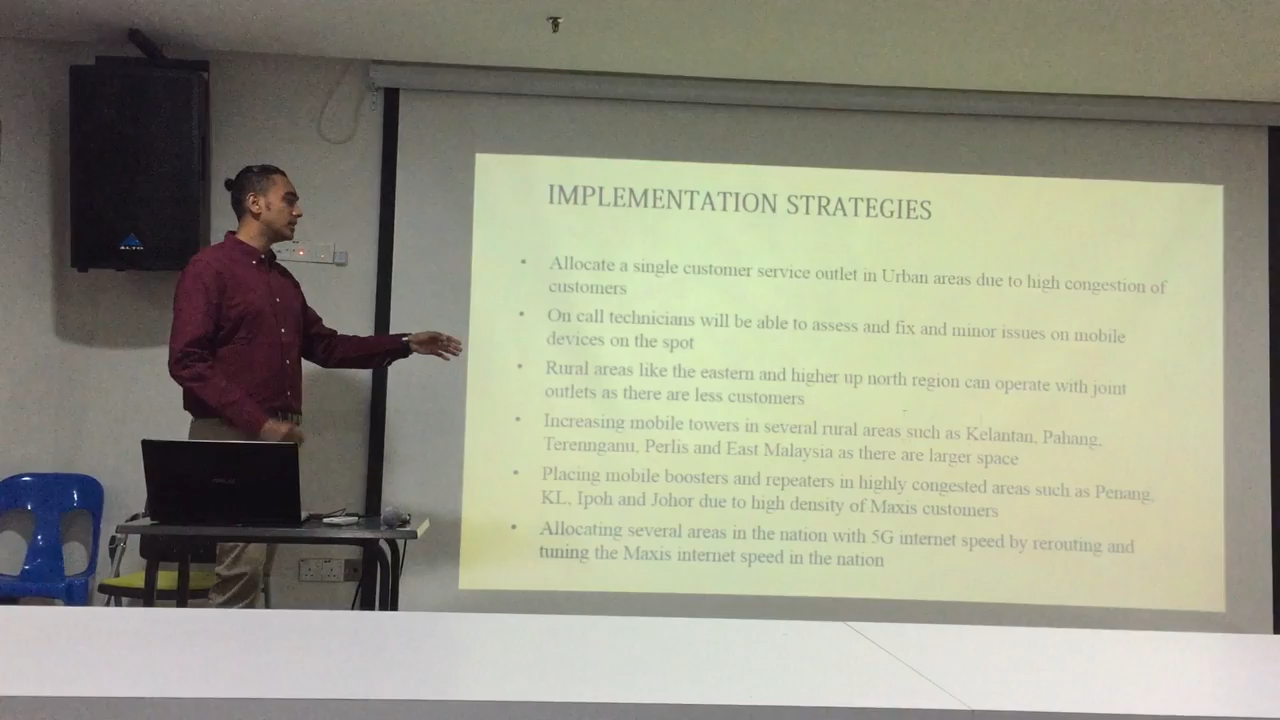 ALTO
IMPLEMENTATION STRATEGIES
• Allocate a single customer service outlet in Urban areas due to high congestion of
customers
• On call technicians will be able to assess and fix and minor issues on mobile
devices on the spot
• Rural areas like the eastern and higher up north region can operate with joint
outlets as there are less customers
• Increasing mobile towers in several rural areas such as Kelantan, Pahang,
Terennganu, Perlis and East Malaysia as there are larger space
• Placing mobile boosters and repeaters in highly congested areas such as Penang,
KL, Ipoh and Johor due to high density of Maxis customers
• Allocating several areas in the nation with 5G internet speed by rerouting and
tuning the Maxis internet speed in the nation